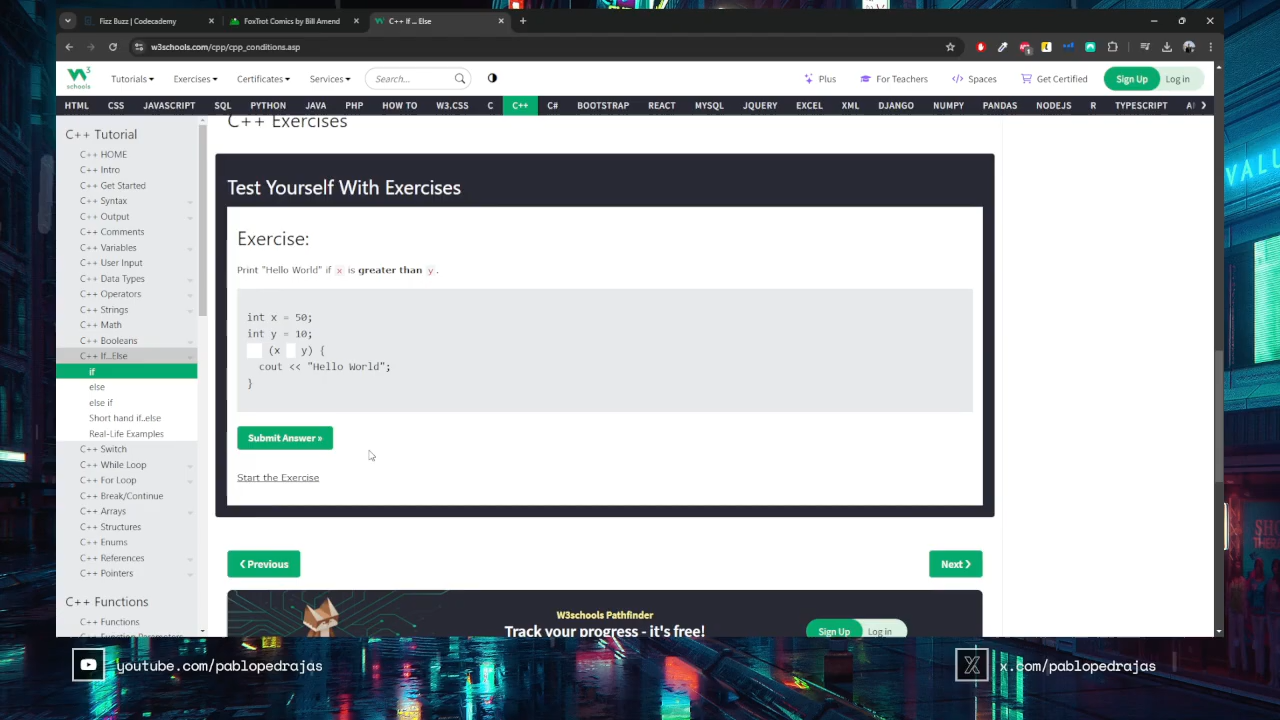 Fizz Buzz | Codecademy
FoxTrot Comics by Bill Amend
C++ If ... Else
w3schools.com/cpp/cpp_conditions.asp
W3
schools
Tutorials
Exercises
Certificates
Services
Search...
Plus
For Teachers
Spaces
Get Certified
Sign Up
Log in
HTML CSS JAVASCRIPT SQL PYTHON JAVA PHP HOW TO W3.CSS C C++ C# BOOTSTRAP REACT MYSQL JQUERY EXCEL XML DJANGO NUMPY PANDAS NODEJS R TYPESCRIPT
C++ Tutorial
C++ HOME
C++ Intro
C++ Get Started
C++ Syntax
C++ Output
C++ Comments
C++ Variables
C++ User Input
C++ Data Types
C++ Operators
C++ Strings
C++ Math
C++ Booleans
C++ If...Else
if
else
else if
Short hand if..else
Real-Life Examples
C++ Switch
C++ While Loop
C++ For Loop
C++ Break/Continue
C++ Arrays
C++ Structures
C++ Enums
C++ References
C++ Pointers
C++ Functions
C++ Functions
C++ Function Parameters
C++ Exercises
Test Yourself With Exercises
Exercise:
Print "Hello World" if x is greater than y.
int x = 50;
int y = 10;
(x y) {
cout << "Hello World";
}
Submit Answer »
Start the Exercise
❮ Previous
Next ❯
W3schools Pathfinder
Track your progress - it's free!
Sign Up
Log in
youtube.com/pablopedrajas
x.com/pablopedrajas
VALU